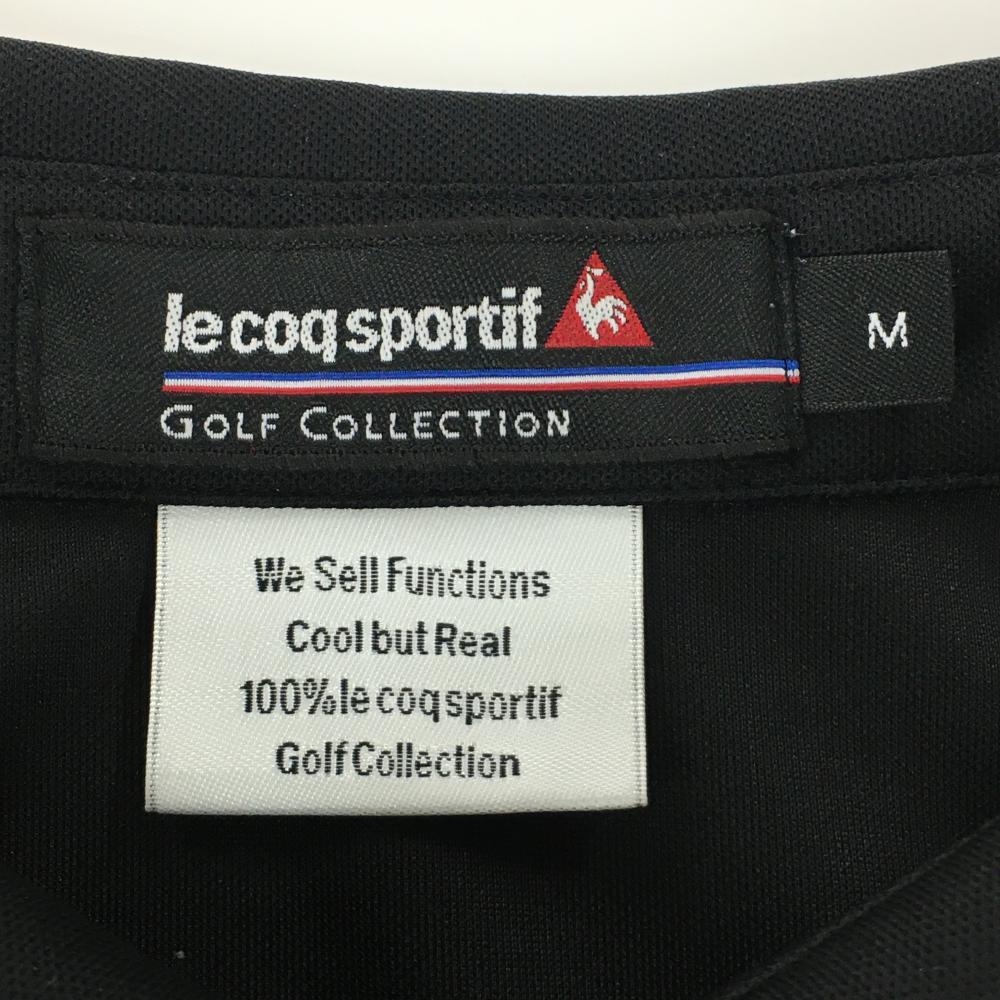 le coq sportif
M
GOLF COLLECTION
We Sell Functions
Cool but Real
100% le coq sportif
Golf Collection